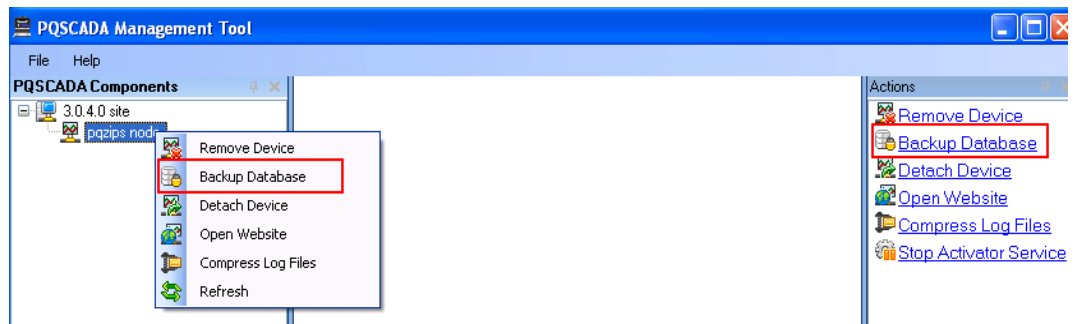 PQSCADA Management Tool
File Help
PQSCADA Components
3.0.4.0 site
pqzips node
Remove Device
Backup Database
Detach Device
Open Website
Compress Log Files
Refresh
Actions
Remove Device
Backup Database
Detach Device
Open Website
Compress Log Files
Stop Activator Service